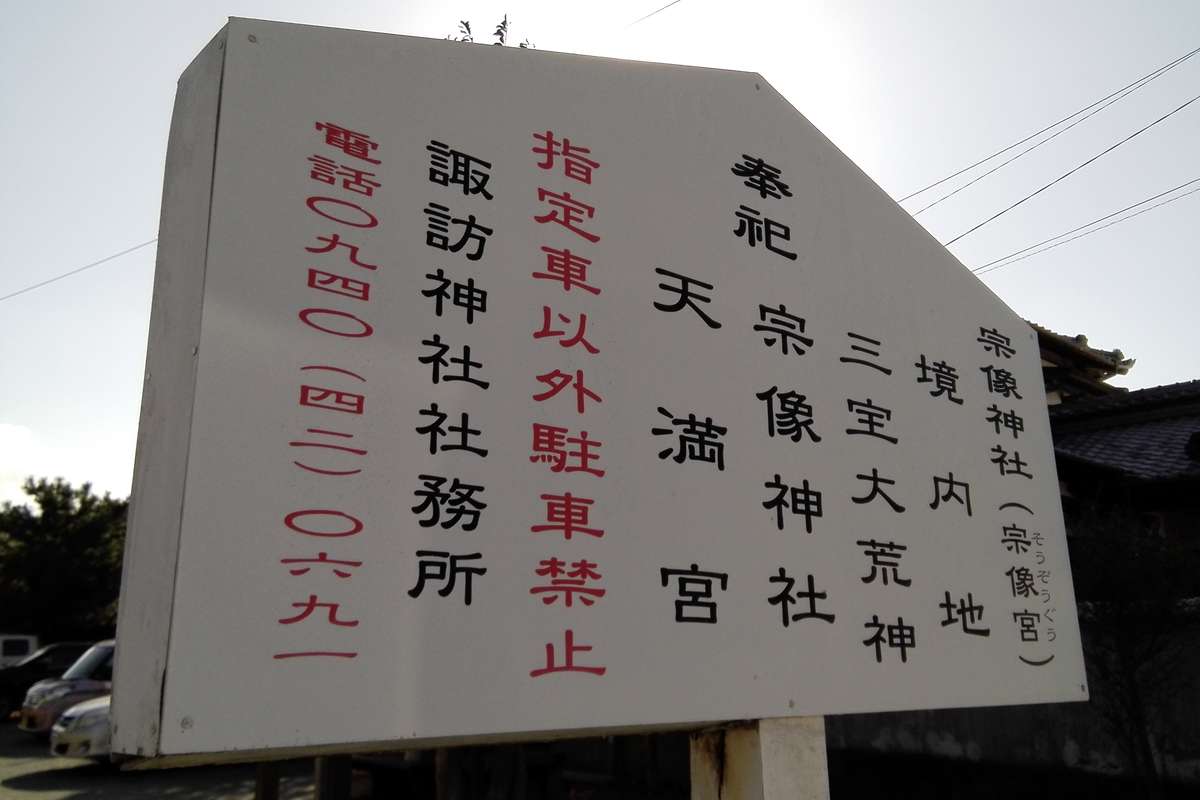 宗像神社(宗像宮)
そうぞうぐう
境内地
三宝大荒神
奉祀 宗像神社
天満宮
指定車以外駐車禁止
諏訪神社社務所
電話〇九四〇(四二)〇六九一